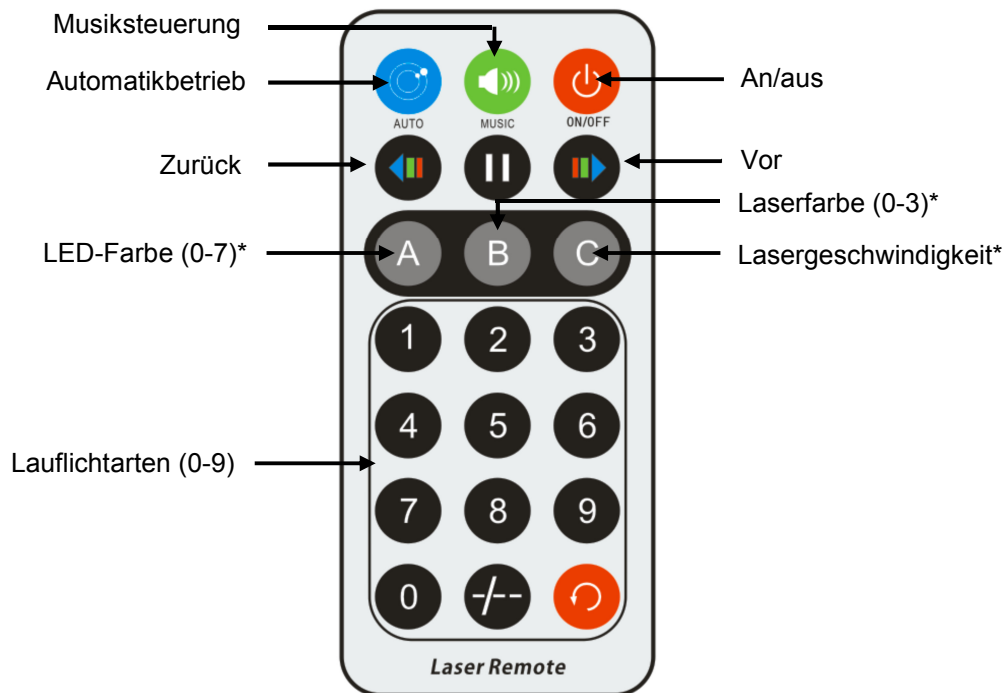 Musiksteuerung
Automatikbetrieb
An/aus
AUTO
MUSIC
ON/OFF
Zurück
Vor
Laserfarbe (0-3)*
LED-Farbe (0-7)*
A
B
C
Lasergeschwindigkeit*
1
2
3
4
5
6
Lauflichtarten (0-9)
7
8
9
0
-/--
Laser Remote